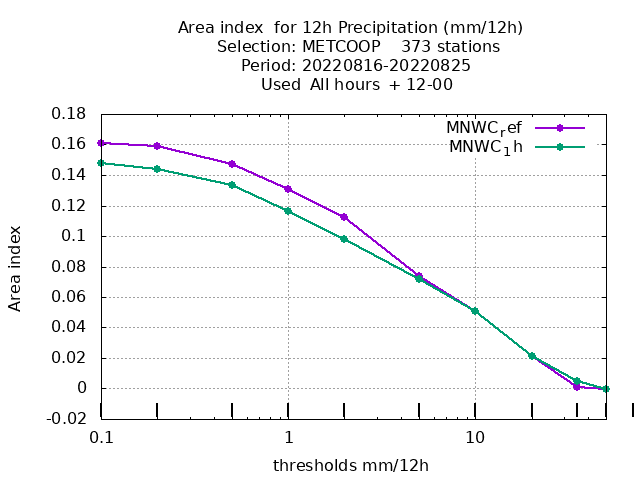 Area index  for 12h Precipitation (mm/12h)
Selection: METCOOP    373 stations
Period: 20220816-20220825
Used  All hours  + 12-00
MNWCref
MNWC1h
Area index
0.18
0.16
0.14
0.12
0.1
0.08
0.06
0.04
0.02
0
-0.02
0.1
1
10
thresholds mm/12h